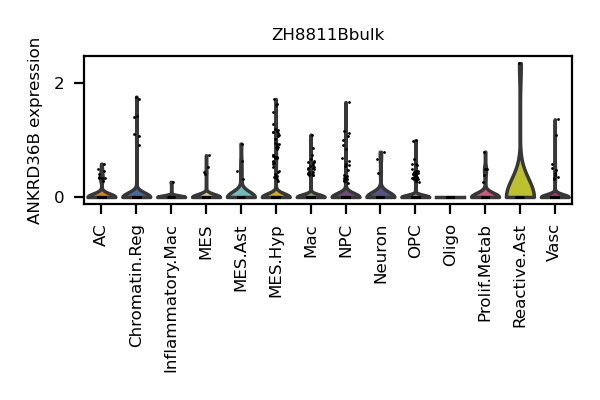 ZH8811Bbulk
ANKRD36B expression
2
0
AC
Chromatin.Reg
Inflammatory.Mac
MES
MES.Ast
MES.Hyp
Mac
NPC
Neuron
OPC
Oligo
Prolif.Metab
Reactive.Ast
Vasc